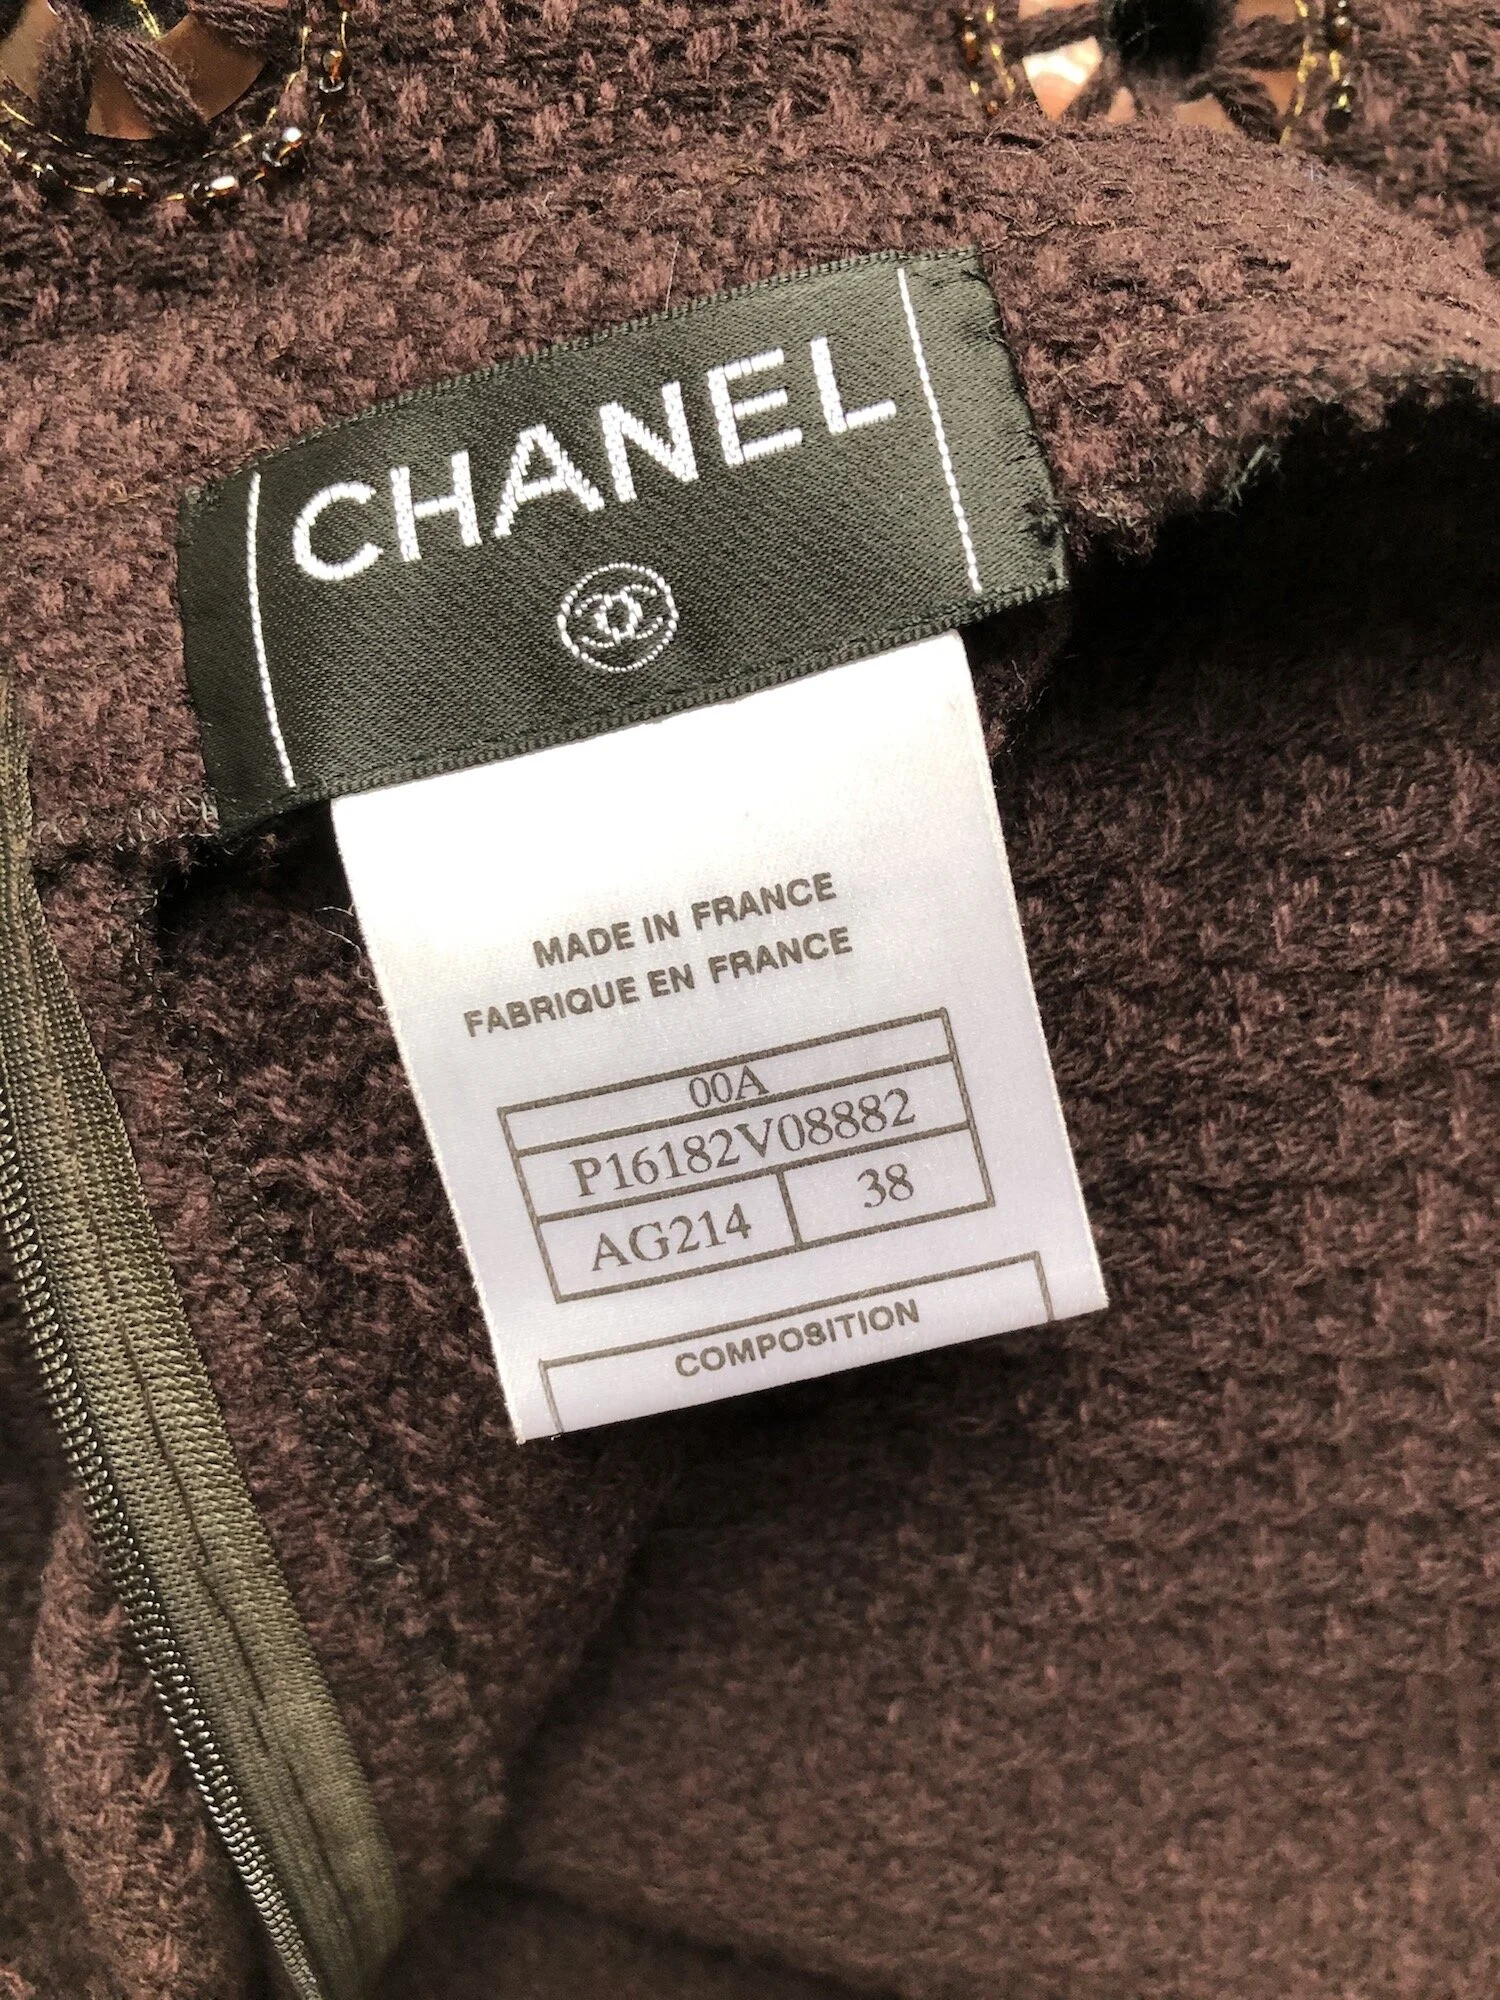 CHANEL
MADE IN FRANCE
FABRIQUE EN FRANCE
00A
P16182V08882
AG214 38
COMPOSITION